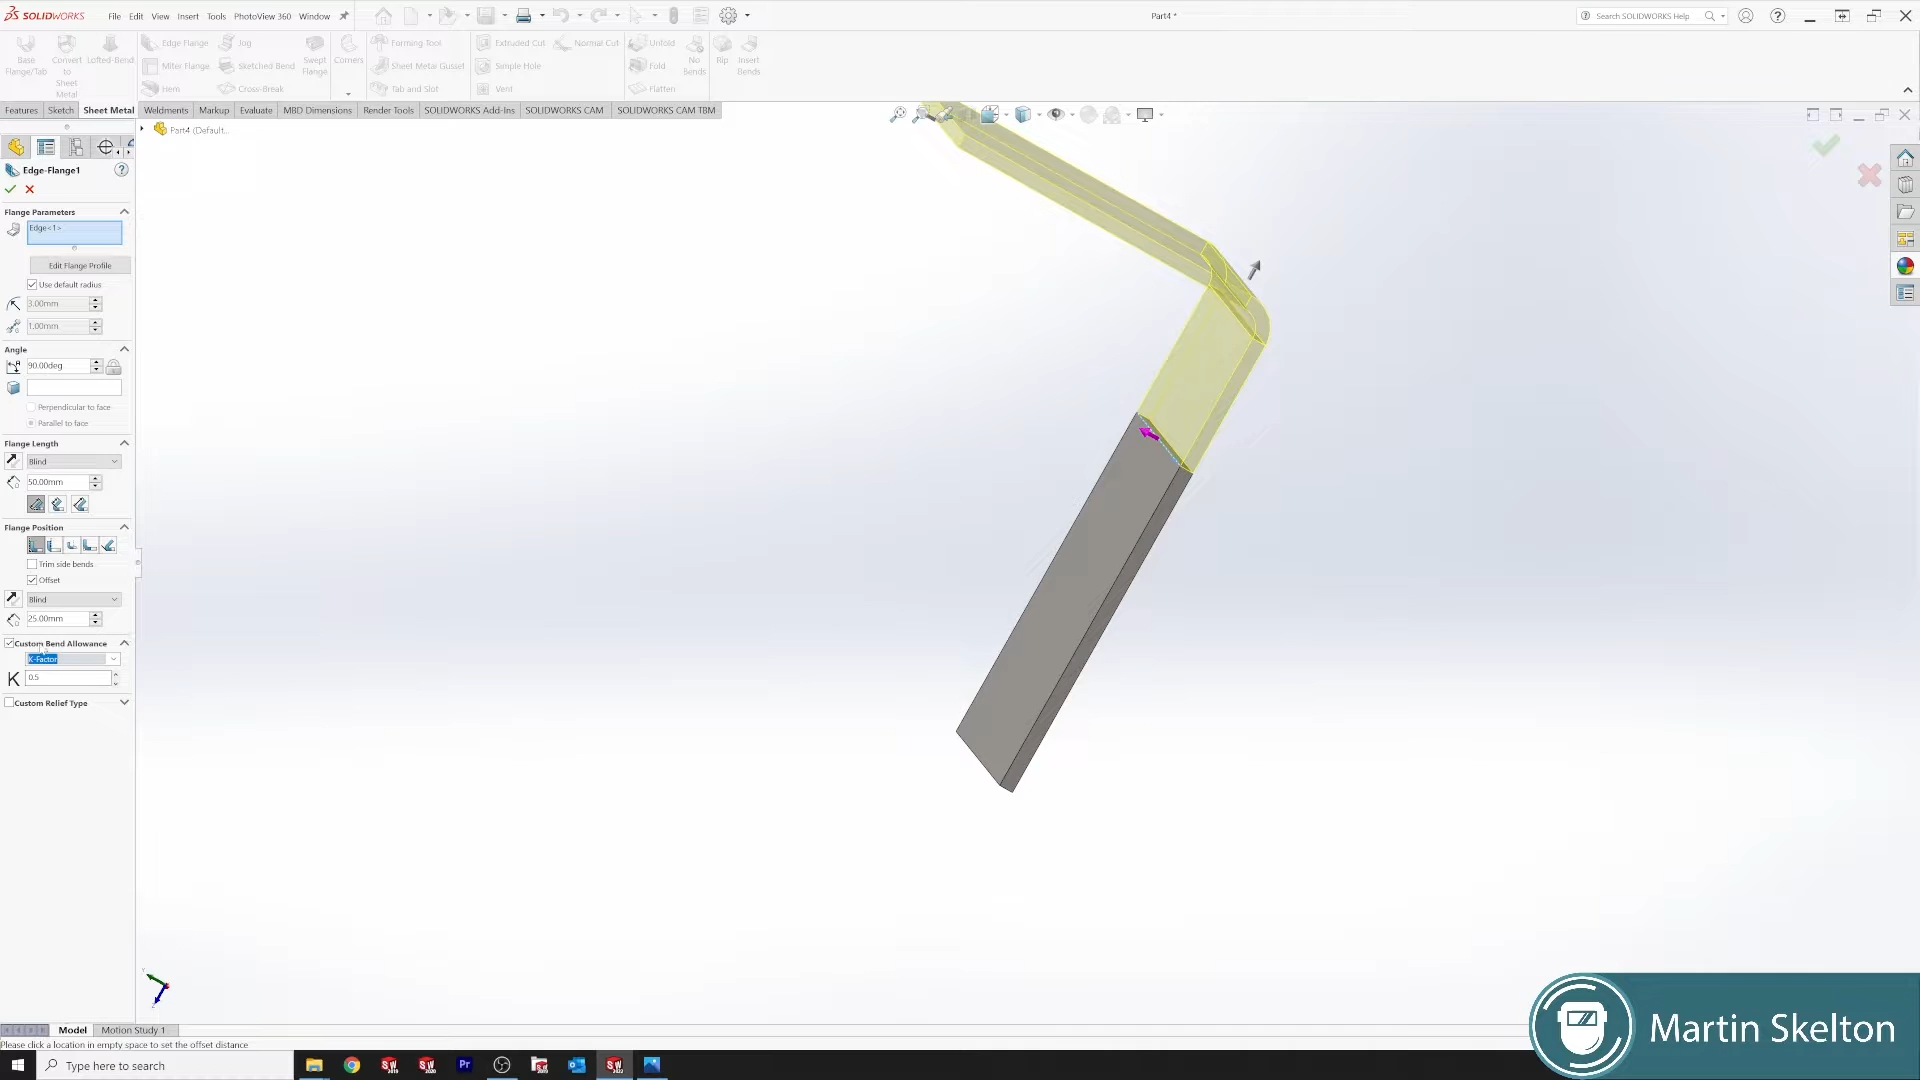 SOLIDWORKS File Edit View Insert Tools PhotoView 360 Window Part4 * Search SOLIDWORKS Help
Base Flange/Tab
Convert to Sheet Metal
Lofted-Bend
Edge Flange
Miter Flange
Hem
Jog
Sketched Bend
Cross-Break
Swept Flange
Corners
Forming Tool
Sheet Metal Gusset
Tab and Slot
Extruded Cut
Simple Hole
Vent
Normal Cut
Unfold
Fold
Flatten
No Bends
Rip
Insert Bends
Features Sketch Sheet Metal Weldments Markup Evaluate MBD Dimensions Render Tools SOLIDWORKS Add-Ins SOLIDWORKS CAM SOLIDWORKS CAM TBM
Part4 (Default...
Edge-Flange1
Flange Parameters
Edge<1>
Edit Flange Profile
Use default radius
3.00mm
1.00mm
Angle
90.00deg
Perpendicular to face
Parallel to face
Flange Length
Blind
50.00mm
Flange Position
Trim side bends
Offset
Blind
25.00mm
Custom Bend Allowance
K-Factor
K 0.5
Custom Relief Type
Model Motion Study 1
Please click a location in empty space to set the offset distance
Type here to search
Martin Skelton